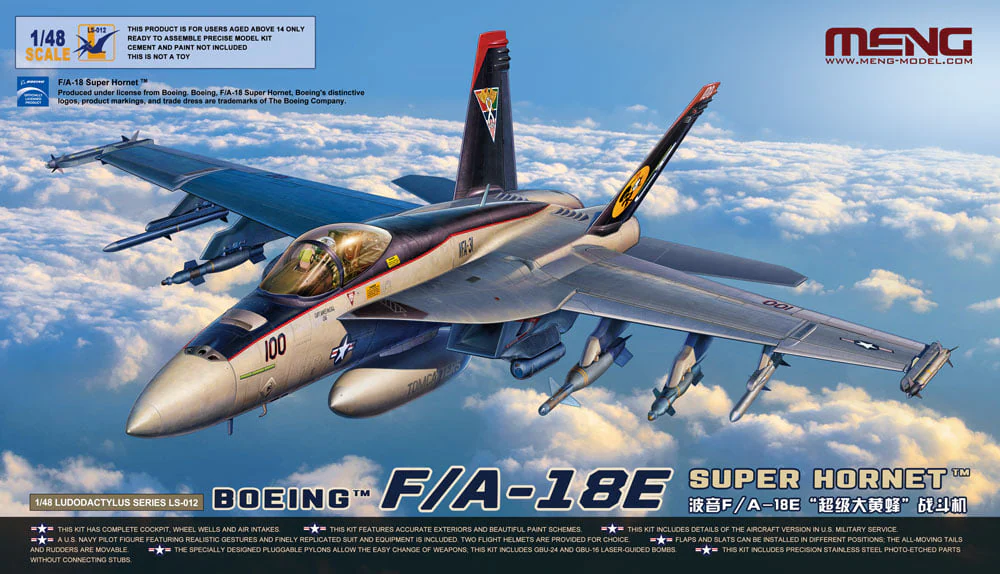 1/48
SCALE
LS-012
THIS PRODUCT IS FOR USERS AGED ABOVE 14 ONLY
READY TO ASSEMBLE PRECISE MODEL KIT
CEMENT AND PAINT NOT INCLUDED
THIS IS NOT A TOY
MENG
WWW.MENG-MODEL.COM
BOEING
OFFICIALLY
LICENSED
PRODUCT
F/A-18 Super Hornet ™
Produced under license from Boeing. Boeing, F/A-18 Super Hornet, Boeing's distinctive
logos, product markings, and trade dress are trademarks of The Boeing Company.
100
VFA-31
100
TOMCATTERS
001
1/48 LUDODACTYLUS SERIES LS-012
BOEING™ F/A-18E SUPER HORNET™
波音F/A-18E “超级大黄蜂” 战斗机
THIS KIT HAS COMPLETE COCKPIT, WHEEL WELLS AND AIR INTAKES. THIS KIT FEATURES ACCURATE EXTERIORS AND BEAUTIFUL PAINT SCHEMES. THIS KIT INCLUDES DETAILS OF THE AIRCRAFT VERSION IN U.S. MILITARY SERVICE.
A U.S. NAVY PILOT FIGURE FEATURING REALISTIC GESTURES AND FINELY REPLICATED SUIT AND EQUIPMENT IS INCLUDED. TWO FLIGHT HELMETS ARE PROVIDED FOR CHOICE. FLAPS AND SLATS CAN BE INSTALLED IN DIFFERENT POSITIONS; THE ALL-MOVING TAILS
AND RUDDERS ARE MOVABLE. THE SPECIALLY DESIGNED PLUGGABLE PYLONS ALLOW THE EASY CHANGE OF WEAPONS; THIS KIT INCLUDES GBU-24 AND GBU-16 LASER-GUIDED BOMBS. THIS KIT INCLUDES PRECISION STAINLESS STEEL PHOTO-ETCHED PARTS
WITHOUT CONNECTING STUBS.